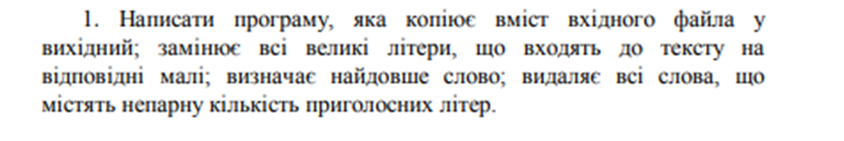 1. Написати програму, яка копіює вміст вхідного файла у
вихідний; замінює всі великі літери, що входять до тексту на
відповідні малі; визначає найдовше слово; видаляє всі слова, що
містять непарну кількість приголосних літер.